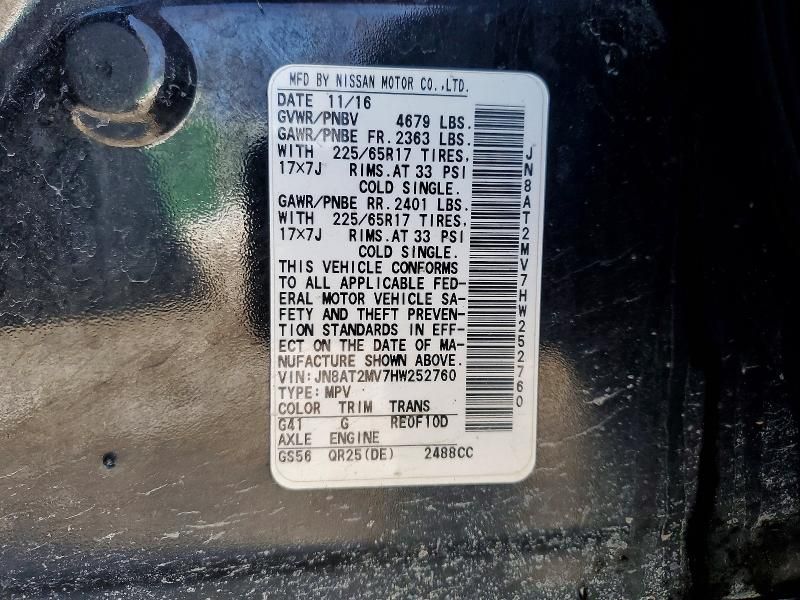 MFD BY NISSAN MOTOR CO.,LTD.
DATE 11/16
GVWR/PNBV 4679 LBS.
GAWR/PNBE FR. 2363 LBS.
WITH 225/65R17 TIRES,
17×7J RIMS.AT 33 PSI
COLD SINGLE.
GAWR/PNBE RR. 2401 LBS.
WITH 225/65R17 TIRES,
17×7J RIMS.AT 33 PSI
COLD SINGLE.
THIS VEHICLE CONFORMS
TO ALL APPLICABLE FED-
ERAL MOTOR VEHICLE SA-
FETY AND THEFT PREVEN-
TION STANDARDS IN EFF-
ECT ON THE DATE OF MA-
NUFACTURE SHOWN ABOVE.
VIN:JN8AT2MV7HW252760
TYPE:MPV
COLOR TRIM TRANS
G41 G RE0F10D
AXLE ENGINE
GS56 QR25(DE) 2488CC
JN8AT2MV7HW252760